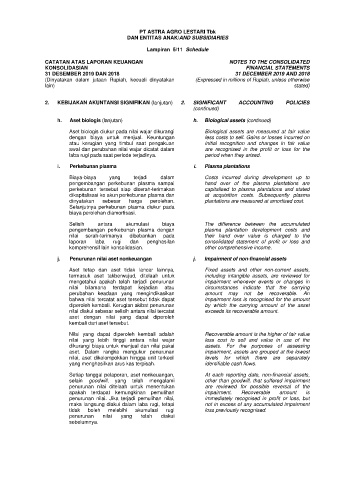 PT ASTRA AGRO LESTARI Tbk
DAN ENTITAS ANAK/AND SUBSIDIARIES
Lampiran 5/11 Schedule
CATATAN ATAS LAPORAN KEUANGAN
KONSOLIDASIAN
31 DESEMBER 2019 DAN 2018
(Dinyatakan dalam jutaan Rupiah, kecuali dinyatakan
lain)
NOTES TO THE CONSOLIDATED
FINANCIAL STATEMENTS
31 DECEMBER 2019 AND 2018
(Expressed in millions of Rupiah, unless otherwise
stated)
2. KEBIJAKAN AKUNTANSI SIGNIFIKAN (lanjutan)
2. SIGNIFICANT ACCOUNTING POLICIES
(continued)
h. Aset biologis (lanjutan)
Aset biologis diukur pada nilai wajar dikurangi
dengan biaya untuk menjual. Keuntungan
atau kerugian yang timbul saat pengakuan
awal dan perubahan nilai wajar dicatat dalam
laba rugi pada saat periode terjadinya.
h. Biological assets (continued)
Biological assets are measured at fair value
less costs to sell. Gains or losses incurred on
initial recognition and changes in fair value
are recognised in the profit or loss for the
period when they arised.
i. Perkebunan plasma
Biaya-biaya yang terjadi dalam
pengembangan perkebunan plasma sampai
perkebunan tersebut siap diserah-terimakan
dikapitalisasi ke akun perkebunan plasma dan
dinyatakan sebesar harga perolehan.
Selanjutnya perkebunan plasma diukur pada
biaya perolehan diamortisasi.
i. Plasma plantations
Costs incurred during development up to
hand over of the plasma plantations are
capitalised to plasma plantations and stated
at acquisition costs. Subsequently plasma
plantations are measured at amortised cost.
Selisih antara akumulasi biaya
pengembangan perkebunan plasma dengan
nilai serah-terimanya dibebankan pada
laporan laba rugi dan penghasilan
komprehensif lain konsolidasian.
The difference between the accumulated
plasma plantation development costs and
their hand over value is charged to the
consolidated statement of profit or loss and
other comprehensive income.
j. Penurunan nilai aset nonkeuangan
Aset tetap dan aset tidak lancar lainnya,
termasuk aset takberwujud, ditelaah untuk
mengetahui apakah telah terjadi penurunan
nilai bilamana terdapat kejadian atau
perubahan keadaan yang mengindikasikan
bahwa nilai tercatat aset tersebut tidak dapat
diperoleh kembali. Kerugian akibat penurunan
nilai diakui sebesar selisih antara nilai tercatat
aset dengan nilai yang dapat diperoleh
kembali dari aset tersebut.
j. Impairment of non-financial assets
Fixed assets and other non-current assets,
including intangible assets, are reviewed for
impairment whenever events or changes in
circumstances indicate that the carrying
amount may not be recoverable. An
impairment loss is recognised for the amount
by which the carrying amount of the asset
exceeds its recoverable amount.
Nilai yang dapat diperoleh kembali adalah
nilai yang lebih tinggi antara nilai wajar
dikurangi biaya untuk menjual dan nilai pakai
aset. Dalam rangka mengukur penurunan
nilai, aset dikelompokkan hingga unit terkecil
yang menghasilkan arus kas terpisah.
Recoverable amount is the higher of fair value
less cost to sell and value in use of the
assets. For the purposes of assessing
impairment, assets are grouped at the lowest
levels for which there are separately
identifiable cash flows.
Setiap tanggal pelaporan, aset nonkeuangan,
selain goodwill, yang telah mengalami
penurunan nilai ditelaah untuk menentukan
apakah terdapat kemungkinan pemulihan
penurunan nilai. Jika terjadi pemulihan nilai,
maka langsung diakui dalam laba rugi, tetapi
tidak boleh melebihi akumulasi rugi
penurunan nilai yang telah diakui
sebelumnya.
At each reporting date, non-financial assets,
other than goodwill, that suffered impairment
are reviewed for possible reversal of the
impairment. Recoverable amount is
immediately recognised in profit or loss, but
not in excess of any accumulated impairment
loss previously recognised.